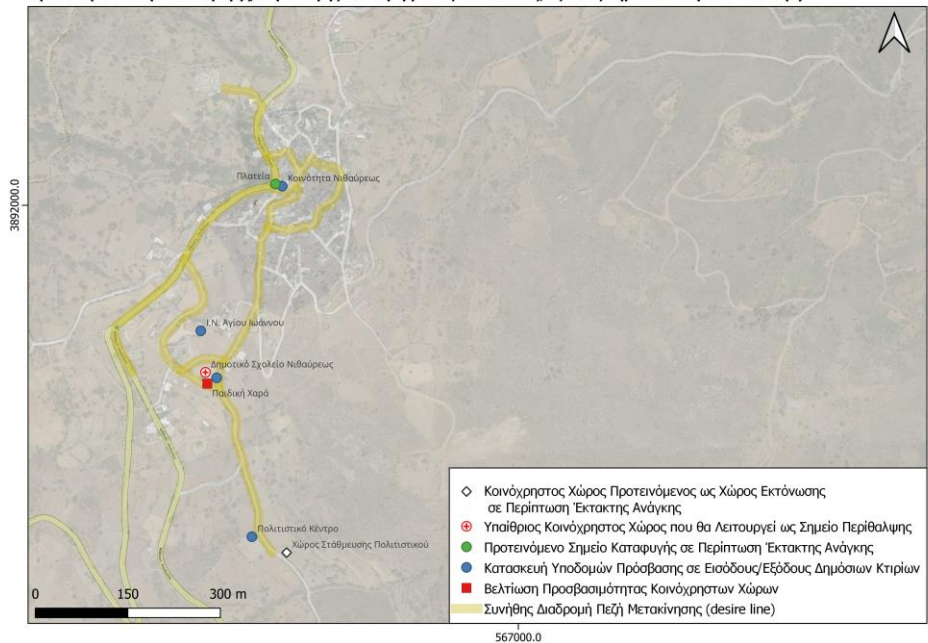 Πλατεία
Κοινότητα Νιθαύρεως
3892000.0
Ι.Ν. Αγίου Ιωάννου
Δημοτικό Σχολείο Νιθαύρεως
Παιδική Χαρά
Πολιτιστικό Κέντρο
Χώρος Στάθμευσης Πολιτιστικού
Κοινόχρηστος Χώρος Προτεινόμενος ως Χώρος Εκτόνωσης
σε Περίπτωση Έκτακτης Ανάγκης
Υπαίθριος Κοινόχρηστος Χώρος που θα Λειτουργεί ως Σημείο Περίθαλψης
Προτεινόμενο Σημείο Καταφυγής σε Περίπτωση Έκτακτης Ανάγκης
Κατασκευή Υποδομών Πρόσβασης σε Εισόδους/Εξόδους Δημόσιων Κτιρίων
Βελτίωση Προσβασιμότητας Κοινόχρηστων Χώρων
Συνήθης Διαδρομή Πεζή Μετακίνησης (desire line)
0 150 300 m
567000.0